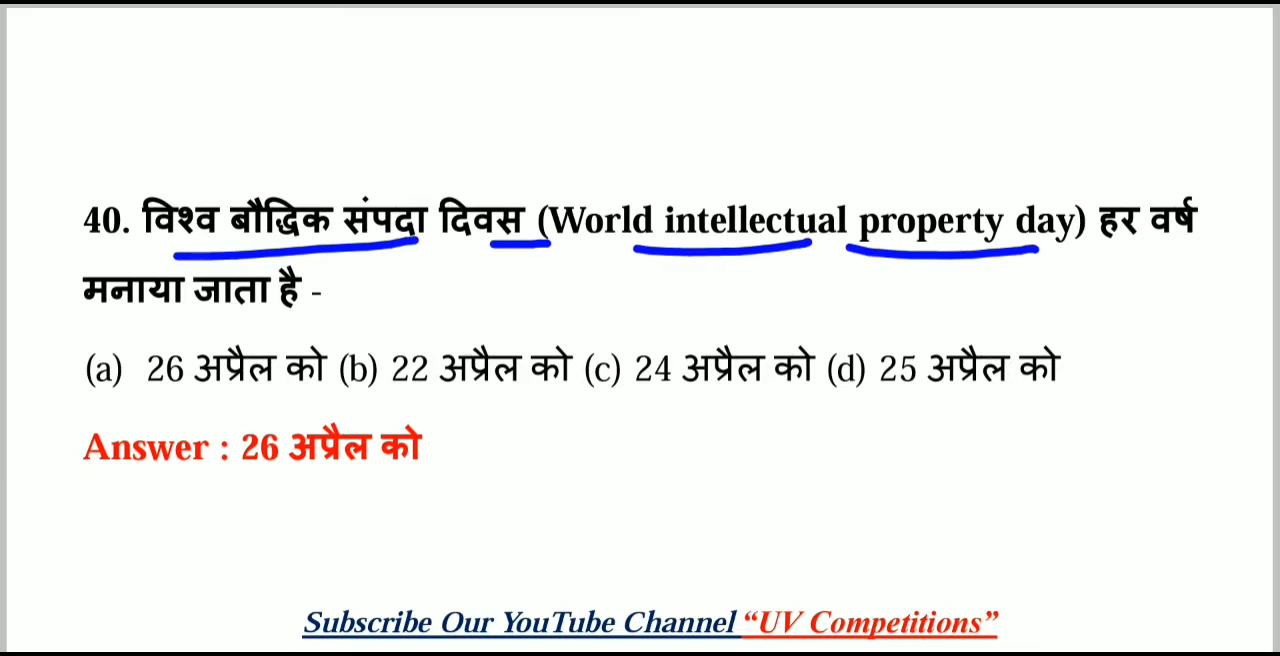 40. विश्व बौद्धिक संपदा दिवस (World intellectual property day) हर वर्ष
मनाया जाता है -
(a) 26 अप्रैल को (b) 22 अप्रैल को (c) 24 अप्रैल को (d) 25 अप्रैल को
Answer : 26 अप्रैल को
Subscribe Our YouTube Channel “UV Competitions”